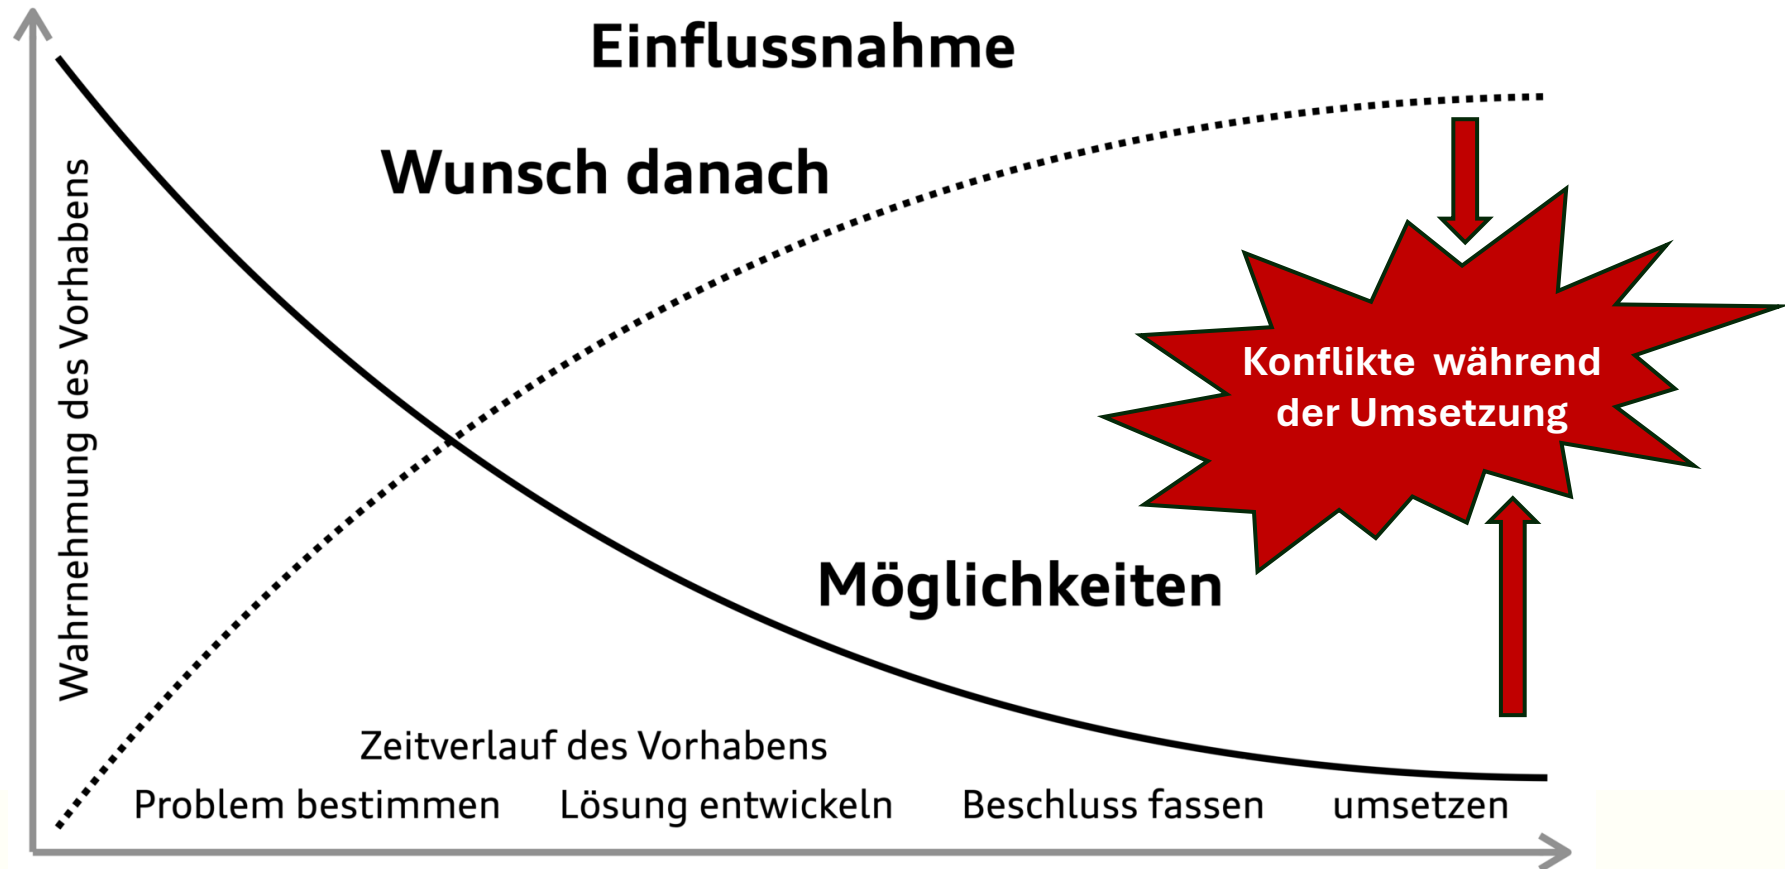 Einflussnahme
Wunsch danach
Wahrnehmung des Vorhabens
Konflikte während
der Umsetzung
Möglichkeiten
Zeitverlauf des Vorhabens
Problem bestimmen
Lösung entwickeln
Beschluss fassen
umsetzen